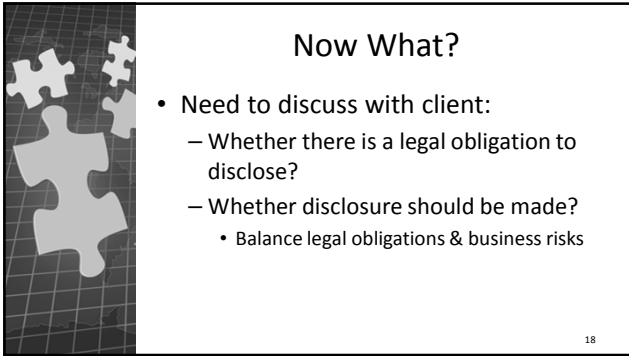 Now What?
• Need to discuss with client:
– Whether there is a legal obligation to
disclose?
– Whether disclosure should be made?
• Balance legal obligations & business risks
18